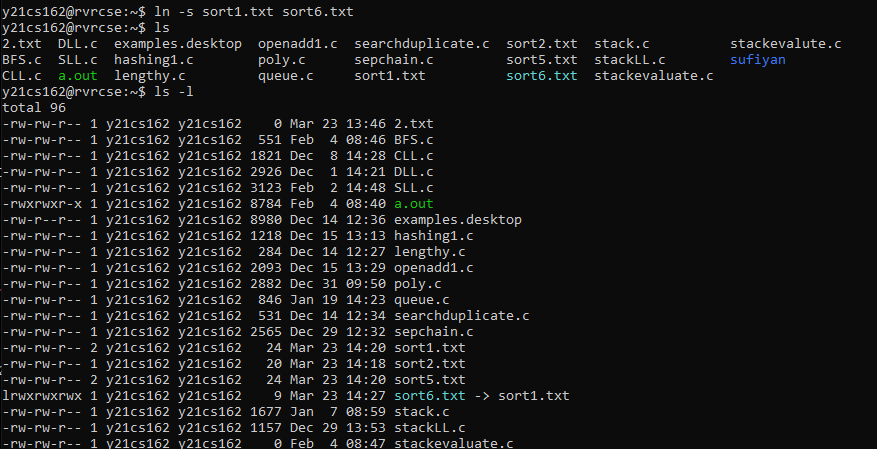 y21cs162@rvrcse:~$ ln -s sort1.txt sort6.txt
y21cs162@rvrcse:~$ ls
2.txt  DLL.c  examples.desktop  openadd1.c  searchduplicate.c  sort2.txt  stack.c          stackevalute.c
BFS.c  SLL.c  hashing1.c        poly.c      sepchain.c         sort5.txt  stackLL.c        sufiyan
CLL.c  a.out  lengthy.c         queue.c     sort1.txt          sort6.txt  stackevaluate.c
y21cs162@rvrcse:~$ ls -l
total 96
-rw-rw-r-- 1 y21cs162 y21cs162    0 Mar 23 13:46 2.txt
-rw-rw-r-- 1 y21cs162 y21cs162  551 Feb  4 08:46 BFS.c
-rw-rw-r-- 1 y21cs162 y21cs162 1821 Dec  8 14:28 CLL.c
-rw-rw-r-- 1 y21cs162 y21cs162 2926 Dec  1 14:21 DLL.c
-rw-rw-r-- 1 y21cs162 y21cs162 3123 Feb  2 14:48 SLL.c
-rwxrwxr-x 1 y21cs162 y21cs162 8784 Feb  4 08:40 a.out
-rw-r--r-- 1 y21cs162 y21cs162 8980 Dec 14 12:36 examples.desktop
-rw-rw-r-- 1 y21cs162 y21cs162 1218 Dec 15 13:13 hashing1.c
-rw-rw-r-- 1 y21cs162 y21cs162  284 Dec 14 12:27 lengthy.c
-rw-rw-r-- 1 y21cs162 y21cs162 2093 Dec 15 13:29 openadd1.c
-rw-rw-r-- 1 y21cs162 y21cs162 2882 Dec 31 09:50 poly.c
-rw-rw-r-- 1 y21cs162 y21cs162  846 Jan 19 14:23 queue.c
-rw-rw-r-- 1 y21cs162 y21cs162  531 Dec 14 12:34 searchduplicate.c
-rw-rw-r-- 1 y21cs162 y21cs162 2565 Dec 29 12:32 sepchain.c
-rw-rw-r-- 2 y21cs162 y21cs162   24 Mar 23 14:20 sort1.txt
-rw-rw-r-- 1 y21cs162 y21cs162   20 Mar 23 14:18 sort2.txt
-rw-rw-r-- 2 y21cs162 y21cs162   24 Mar 23 14:20 sort5.txt
lrwxrwxrwx 1 y21cs162 y21cs162    9 Mar 23 14:27 sort6.txt -> sort1.txt
-rw-rw-r-- 1 y21cs162 y21cs162 1677 Jan  7 08:59 stack.c
-rw-rw-r-- 1 y21cs162 y21cs162 1157 Dec 29 13:53 stackLL.c
-rw-rw-r-- 1 y21cs162 y21cs162    0 Feb  4 08:47 stackevaluate.c